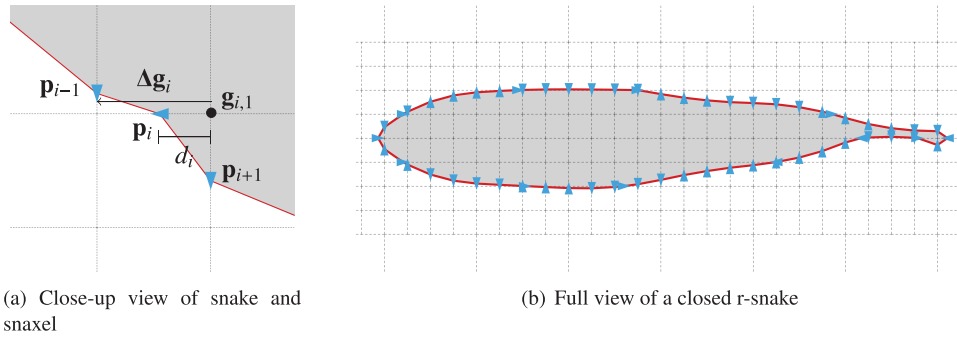 Δg_i
p_{i−1}
g_{i,1}
p_i
d_i
p_{i+1}
(a) Close-up view of snake and
snaxel
(b) Full view of a closed r-snake